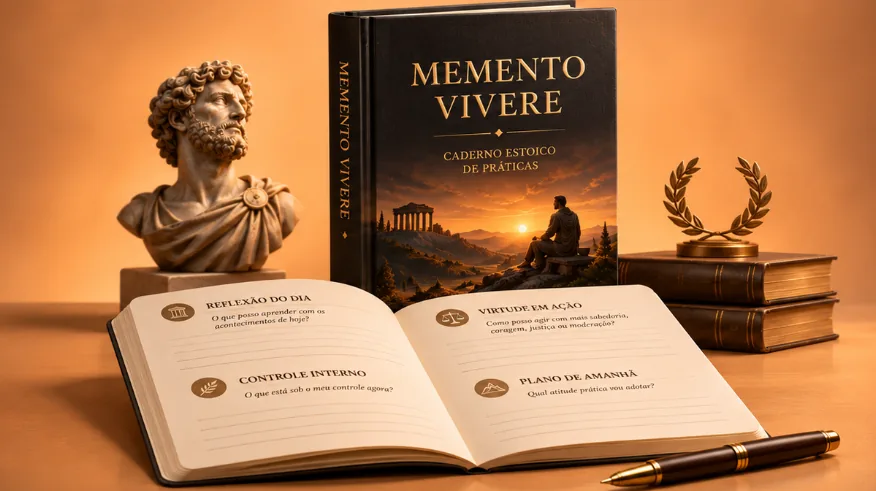 MEMENTO VIVERE
MEMENTO
VIVERE
CADERNO ESTOICO
DE PRÁTICAS
REFLEXÃO DO DIA
O que posso aprender com os
acontecimentos de hoje?
CONTROLE INTERNO
O que está sob o meu controle agora?
VIRTUDE EM AÇÃO
Como posso agir com mais sabedoria,
coragem, justiça ou moderação?
PLANO DE AMANHÃ
Qual atitude prática vou adotar?